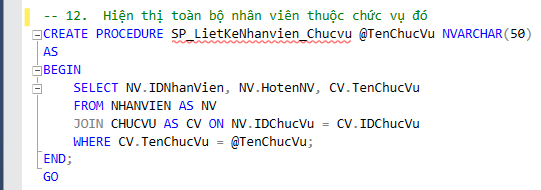 -- 12.  Hiện thị toàn bộ nhân viên thuộc chức vụ đó
CREATE PROCEDURE SP_LietKeNhanvien_Chucvu @TenChucVu NVARCHAR(50)
AS
BEGIN
    SELECT NV.IDNhanVien, NV.HotenNV, CV.TenChucVu
    FROM NHANVIEN AS NV
    JOIN CHUCVU AS CV ON NV.IDChucVu = CV.IDChucVu
    WHERE CV.TenChucVu = @TenChucVu;
END;
GO